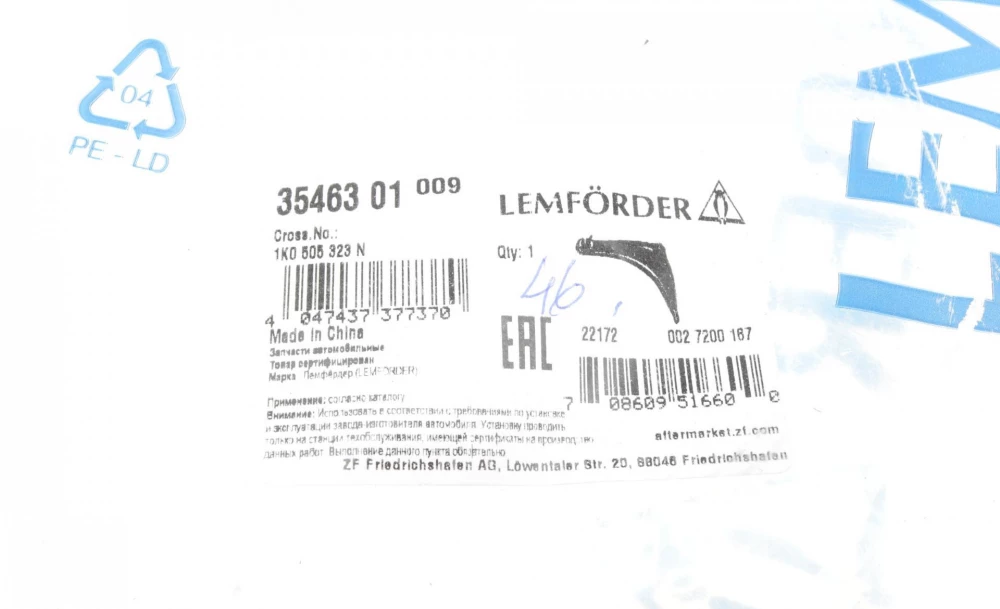 04
PE-LD
LEM
35463 01 009
LEMFÖRDER
Cross.No.:
1K0 505 323 N
Qty: 1
46
4 047437 377370
Made in China
EAC
22172 002 7200 167
Запчасти автомобильные
Товар сертифицирован
Марка Лемфёрдер (LEMFÖRDER)
7 08609 51660 0
Применение: согласно каталогу
Внимание: Использовать в соответствии с требованиями по установке
и эксплуатации завода изготовителя автомобиля. Установку проводить
только на станции техобслуживания, имеющей сертификаты на производство
данных работ. Выполнение данного пункта обязательно
aftermarket.zf.com
ZF Friedrichshafen AG, Löwentaler Str. 20, 88046 Friedrichshafen